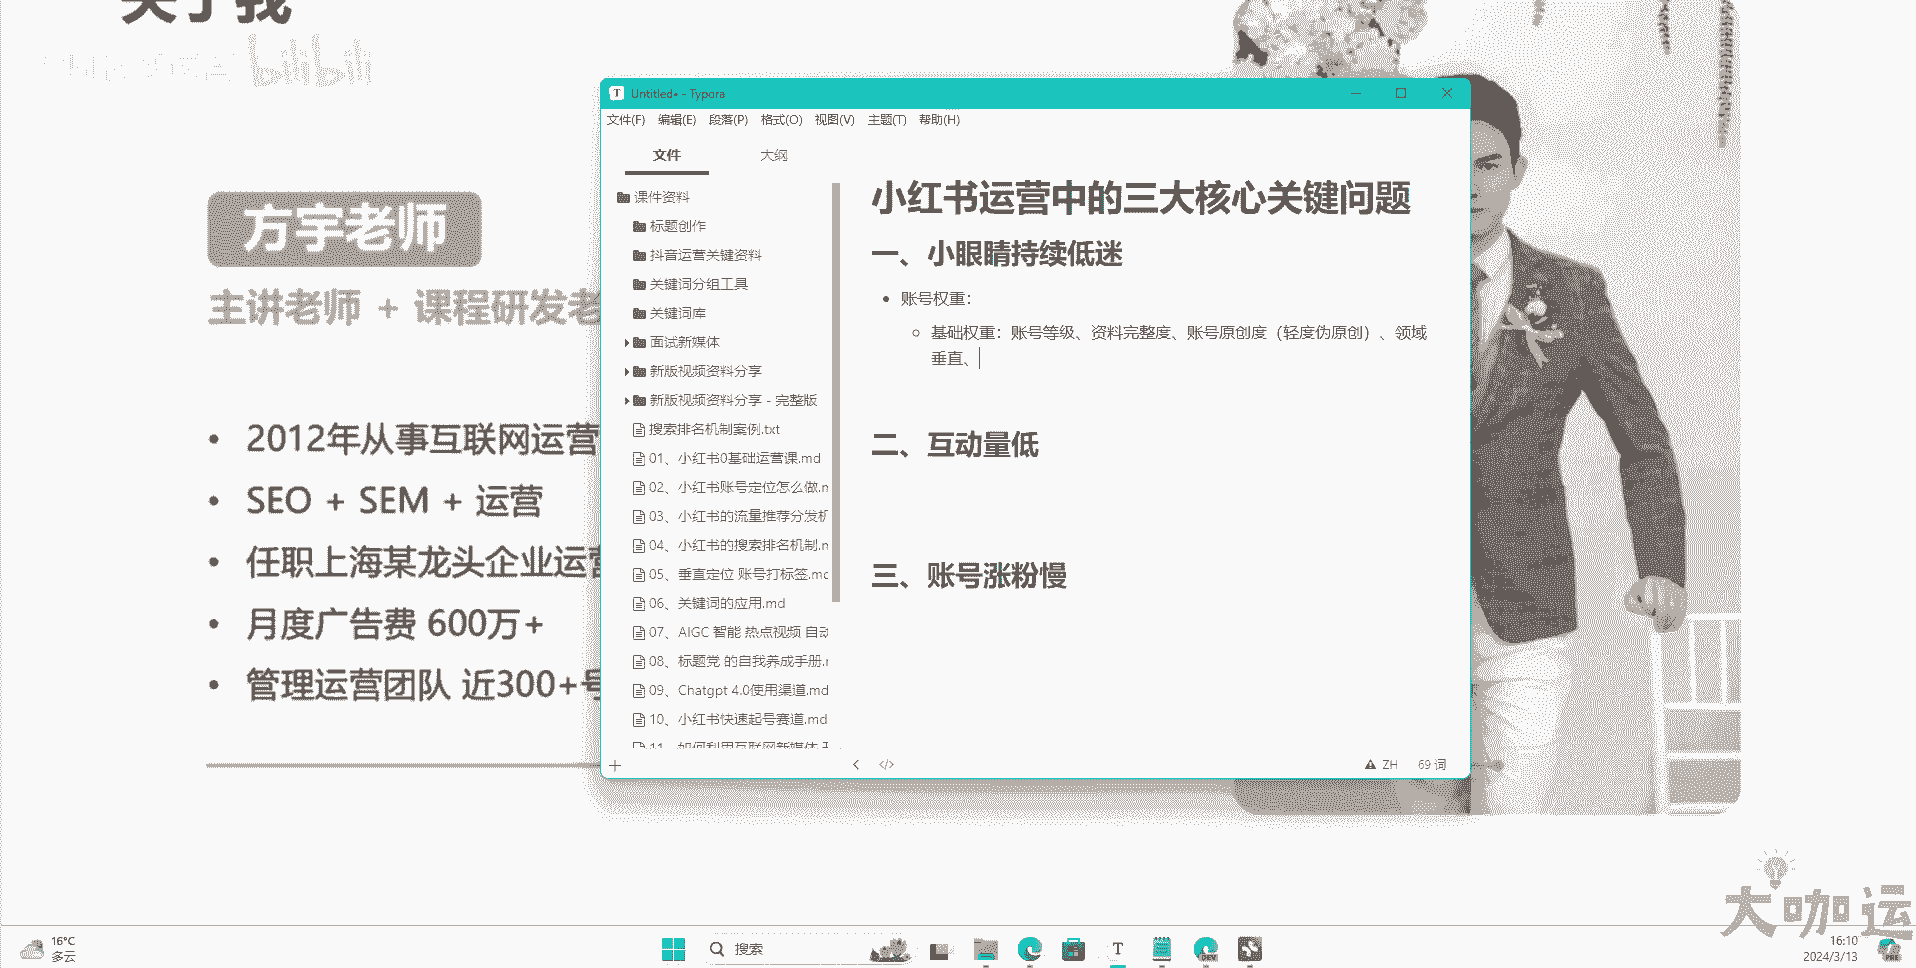 关于我
bilibili
方宇老师
主讲老师 + 课程研发老
2012年从事互联网运营
SEO + SEM + 运营
任职上海某龙头企业运营
月度广告费 600万+
管理运营团队 近300+号
Untitled• - Typora
文件(F) 编辑(E) 段落(P) 格式(O) 视图(V) 主题(T) 帮助(H)
文件 大纲
课件资料
标题创作
抖音运营关键资料
关键词分组工具
关键词库
面试新媒体
新版视频资料分享
新版视频资料分享 - 完整版
搜索排名机制案例.txt
01、小红书0基础运营课.md
02、小红书账号定位怎么做.m
03、小红书的流量推荐分发机
04、小红书的搜索排名机制.m
05、垂直定位 账号打标签.md
06、关键词的应用.md
07、AIGC 智能 热点视频 自动
08、标题党 的自我养成手册.m
09、Chatgpt 4.0使用渠道.md
10、小红书快速起号赛道.md
11、如何利用互联网新媒体
小红书运营中的三大核心关键问题
一、小眼睛持续低迷
账号权重：
基础权重：账号等级、资料完整度、账号原创度（轻度伪原创）、领域
垂直、
二、互动量低
三、账号涨粉慢
ZH 69 词
大咖运
16°C
多云
搜索
T
DEV
16:10
2024/3/13
PRE